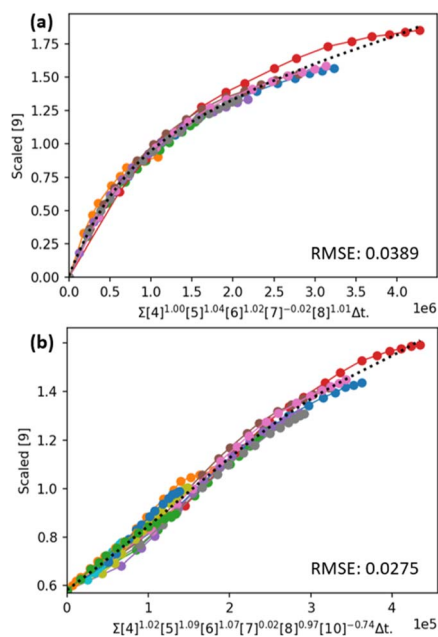 (a)
1.75
1.50
1.25
1.00
0.75
0.50
0.25
0.00
Scaled [9]
RMSE: 0.0389
0.0 0.5 1.0 1.5 2.0 2.5 3.0 3.5 4.0
1e6
Σ[4]¹·⁰⁰[5]¹·⁰⁴[6]¹·⁰²[7]⁻⁰·⁰²[8]¹·⁰¹Δt.
(b)
1.4
1.2
1.0
0.8
0.6
Scaled [9]
RMSE: 0.0275
0 1 2 3 4
1e5
Σ[4]¹·⁰²[5]¹·⁰⁹[6]¹·⁰⁷[7]⁰·⁰²[8]⁰·⁹⁷[10]⁻⁰·⁷⁴Δt.